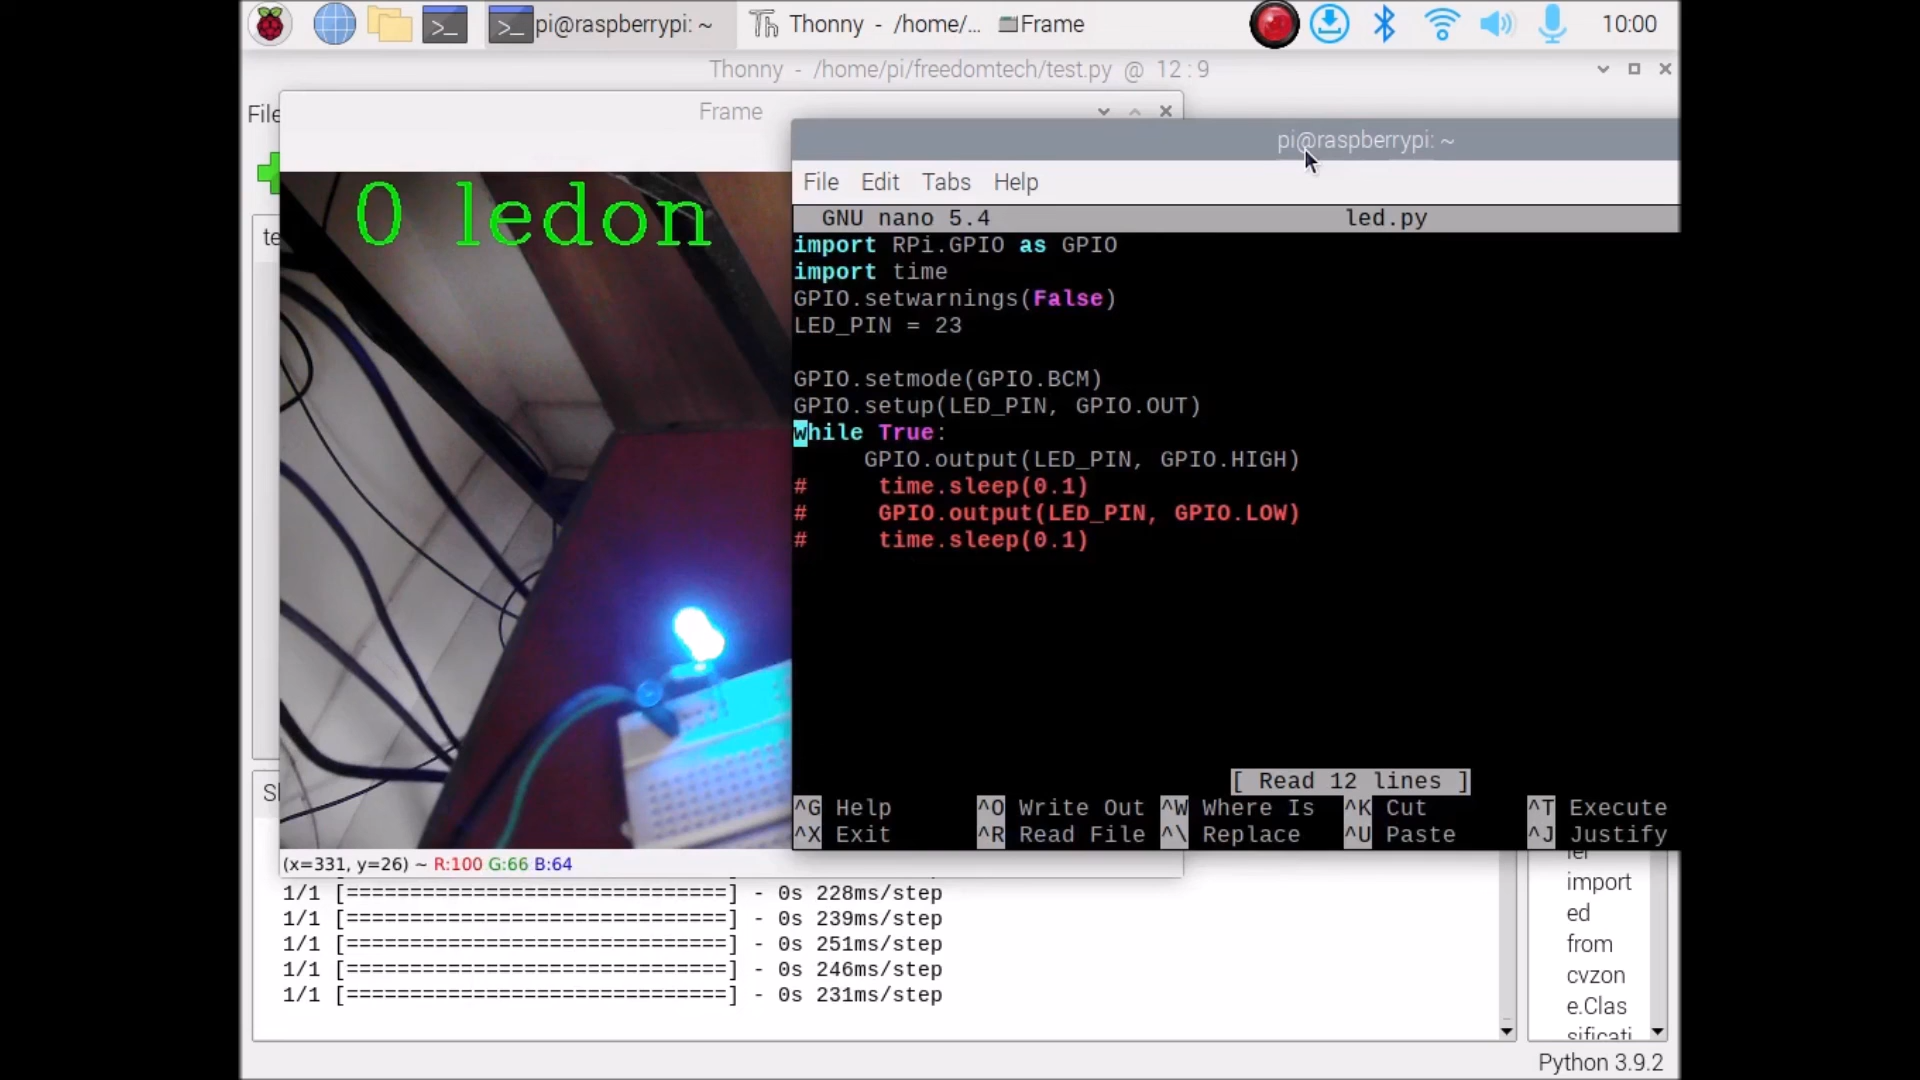 pi@raspberrypi: ~
Thonny - /home/...
Frame
10:00
Thonny - /home/pi/freedomtech/test.py @ 12 : 9
File
Frame
pi@raspberrypi: ~
File Edit Tabs Help
GNU nano 5.4 led.py
0 ledon
import RPi.GPIO as GPIO
import time
GPIO.setwarnings(False)
LED_PIN = 23
GPIO.setmode(GPIO.BCM)
GPIO.setup(LED_PIN, GPIO.OUT)
while True:
GPIO.output(LED_PIN, GPIO.HIGH)
# time.sleep(0.1)
# GPIO.output(LED_PIN, GPIO.LOW)
# time.sleep(0.1)
[ Read 12 lines ]
^G Help ^O Write Out ^W Where Is ^K Cut ^T Execute
^X Exit ^R Read File ^\ Replace ^U Paste ^J Justify
(x=331, y=26) ~ R:100 G:66 B:64
1/1 [==============================] - 0s 228ms/step
1/1 [==============================] - 0s 239ms/step
1/1 [==============================] - 0s 251ms/step
1/1 [==============================] - 0s 246ms/step
1/1 [==============================] - 0s 231ms/step
import
ed
from
cvzon
e.Clas
sificati
Python 3.9.2